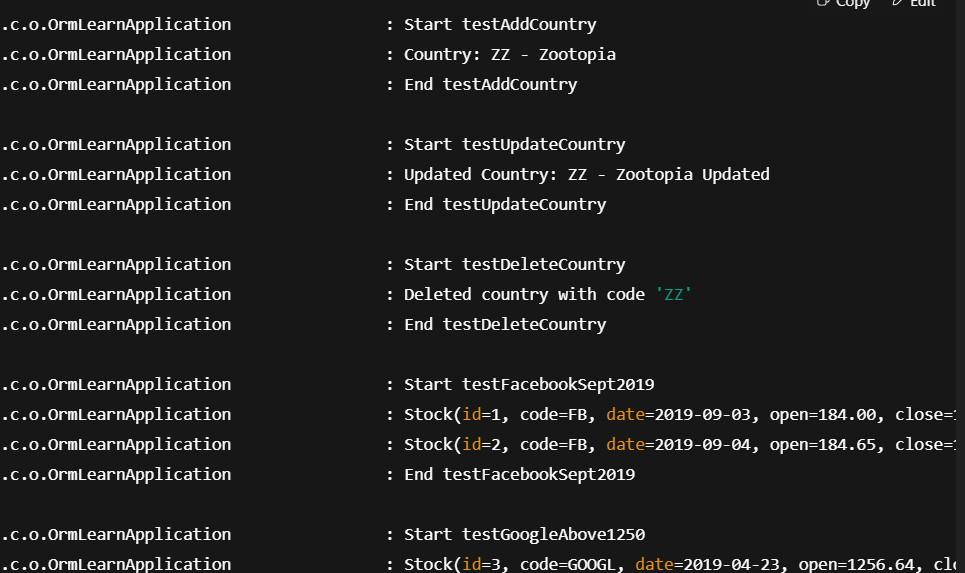 Copy Edit
.c.o.OrmLearnApplication : Start testAddCountry
.c.o.OrmLearnApplication : Country: ZZ - Zootopia
.c.o.OrmLearnApplication : End testAddCountry
.c.o.OrmLearnApplication : Start testUpdateCountry
.c.o.OrmLearnApplication : Updated Country: ZZ - Zootopia Updated
.c.o.OrmLearnApplication : End testUpdateCountry
.c.o.OrmLearnApplication : Start testDeleteCountry
.c.o.OrmLearnApplication : Deleted country with code 'ZZ'
.c.o.OrmLearnApplication : End testDeleteCountry
.c.o.OrmLearnApplication : Start testFacebookSept2019
.c.o.OrmLearnApplication : Stock(id=1, code=FB, date=2019-09-03, open=184.00, close=
.c.o.OrmLearnApplication : Stock(id=2, code=FB, date=2019-09-04, open=184.65, close=
.c.o.OrmLearnApplication : End testFacebookSept2019
.c.o.OrmLearnApplication : Start testGoogleAbove1250
.c.o.OrmLearnApplication : Stock(id=3, code=GOOGL, date=2019-04-23, open=1256.64, clo